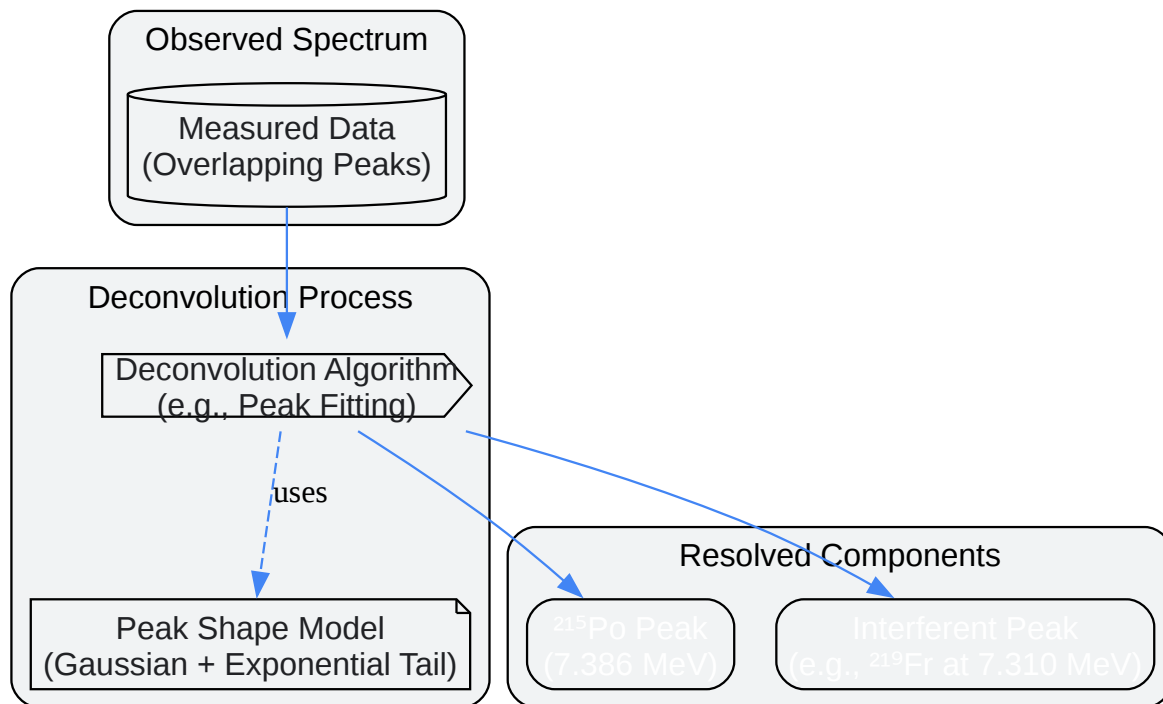 Observed Spectrum
Measured Data
(Overlapping Peaks)
Deconvolution Process
Deconvolution Algorithm
(e.g., Peak Fitting)
uses
Peak Shape Model
(Gaussian + Exponential Tail)
Resolved Components
²¹⁵Po Peak
(7.386 MeV)
Interferent Peak
(e.g., ²¹⁹Fr at 7.310 MeV)